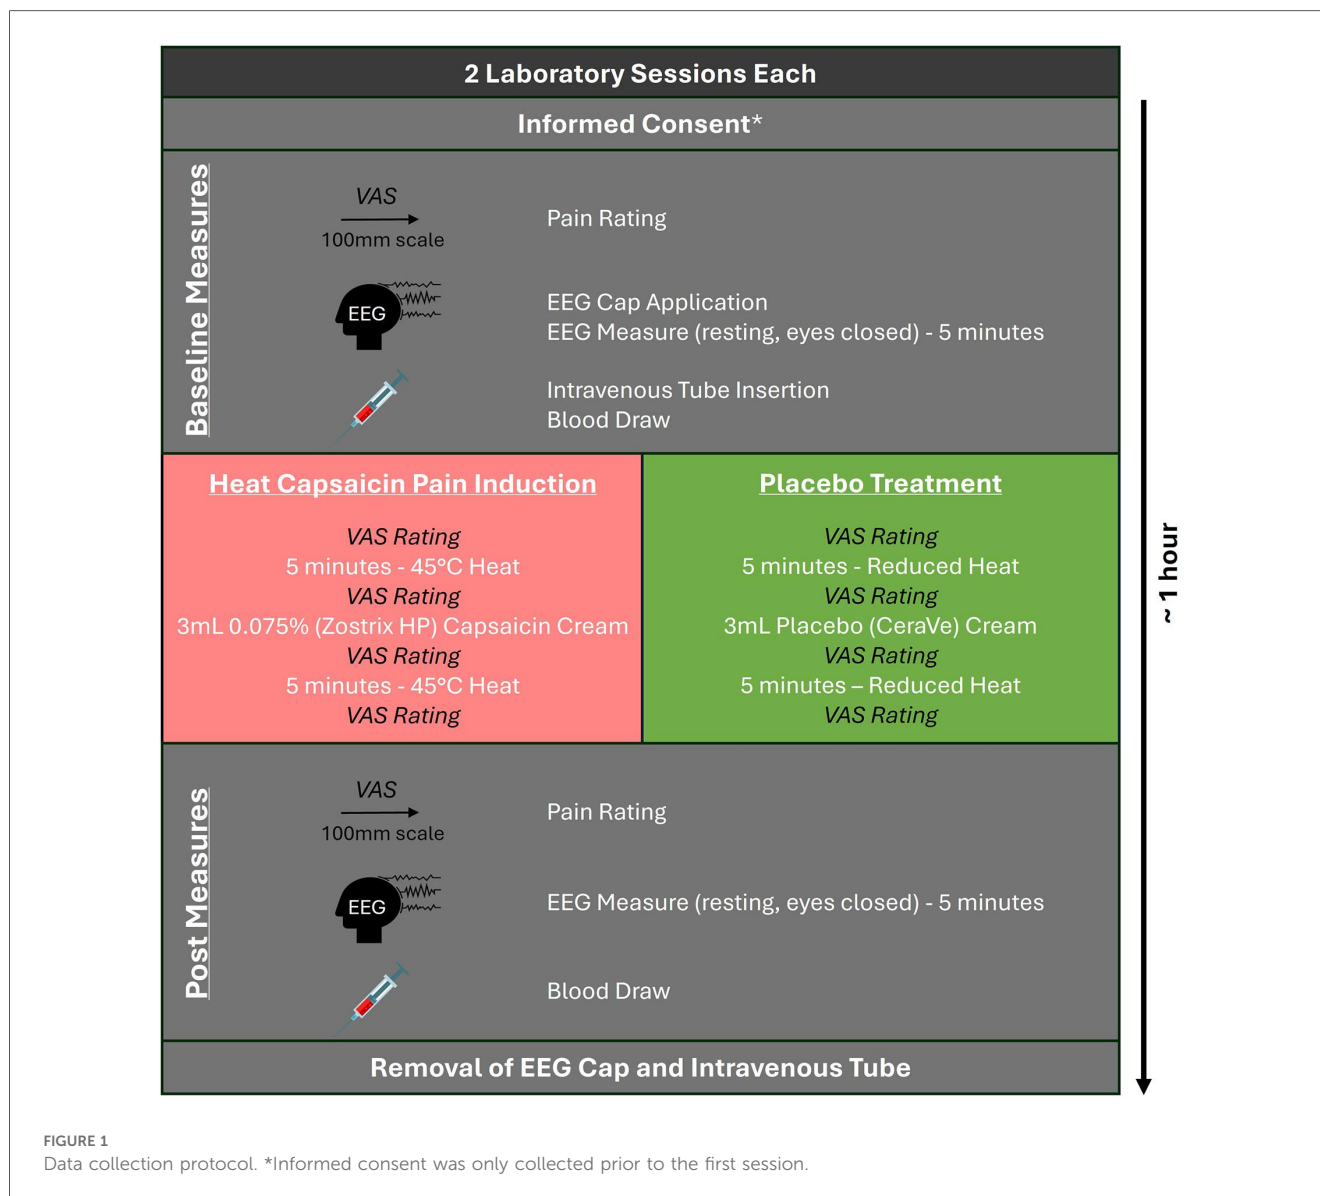 2 Laboratory Sessions Each
Informed Consent*
Baseline Measures
VAS
100mm scale
Pain Rating
EEG
EEG Cap Application
EEG Measure (resting, eyes closed) - 5 minutes
Intravenous Tube Insertion
Blood Draw
Heat Capsaicin Pain Induction
VAS Rating
5 minutes - 45°C Heat
VAS Rating
3mL 0.075% (Zostrix HP) Capsaicin Cream
VAS Rating
5 minutes - 45°C Heat
VAS Rating
Placebo Treatment
VAS Rating
5 minutes - Reduced Heat
VAS Rating
3mL Placebo (CeraVe) Cream
VAS Rating
5 minutes – Reduced Heat
VAS Rating
Post Measures
VAS
100mm scale
Pain Rating
EEG
EEG Measure (resting, eyes closed) - 5 minutes
Blood Draw
Removal of EEG Cap and Intravenous Tube
~ 1 hour
FIGURE 1
Data collection protocol. *Informed consent was only collected prior to the first session.